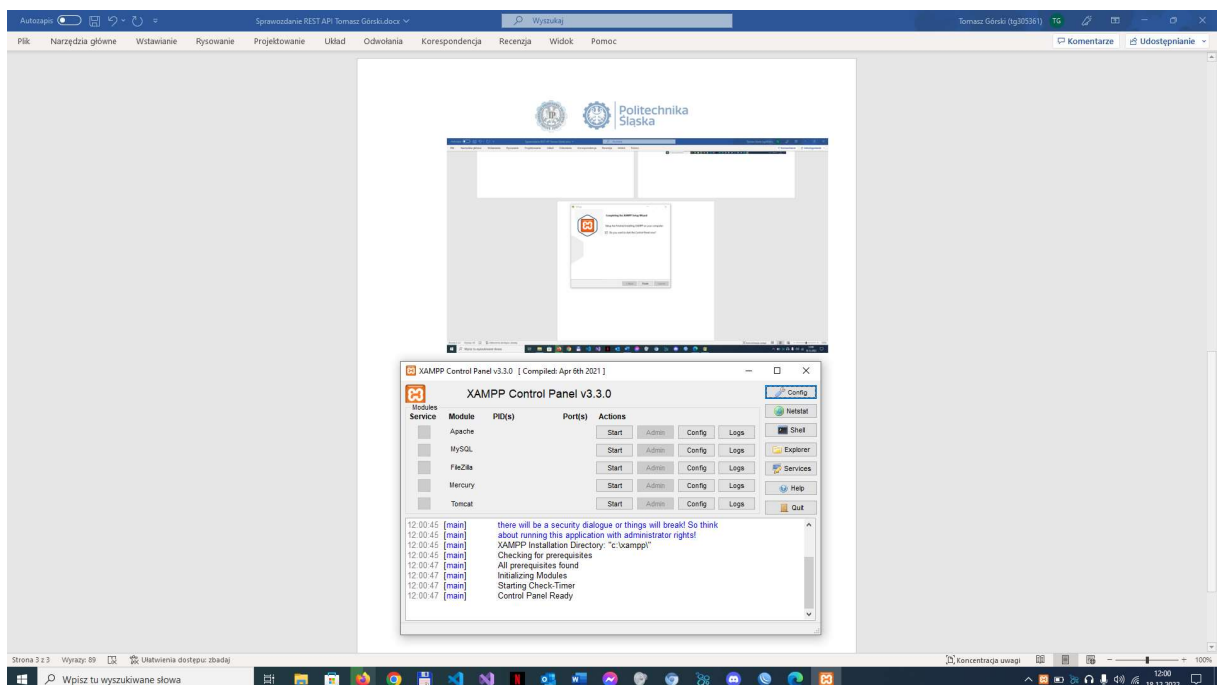 Autozapis
Sprawozdanie REST API Tomasz Górski.docx
Wyszukaj
Tomasz Górski (tg305361) TG
Plik Narzędzia główne Wstawianie Rysowanie Projektowanie Układ Odwołania Korespondencja Recenzja Widok Pomoc
Komentarze Udostępnianie
Politechnika
Śląska
XAMPP Control Panel v3.3.0 [ Compiled: Apr 6th 2021 ]
XAMPP Control Panel v3.3.0
Config
Modules
Service Module PID(s) Port(s) Actions
Netstat
Apache Start Admin Config Logs
Shell
MySQL Start Admin Config Logs
Explorer
FileZilla Start Admin Config Logs
Services
Mercury Start Admin Config Logs
Help
Tomcat Start Admin Config Logs
Quit
12:00:45 [main] there will be a security dialogue or things will break! So think
12:00:45 [main] about running this application with administrator rights!
12:00:45 [main] XAMPP Installation Directory: "c:\xampp\"
12:00:45 [main] Checking for prerequisites
12:00:47 [main] All prerequisites found
12:00:47 [main] Initializing Modules
12:00:47 [main] Starting Check-Timer
12:00:47 [main] Control Panel Ready
Strona 3 z 3 Wyrazy: 89 Ułatwienia dostępu: zbadaj
Koncentracja uwagi
100%
Wpisz tu wyszukiwane słowa
12:00
18.12.2022